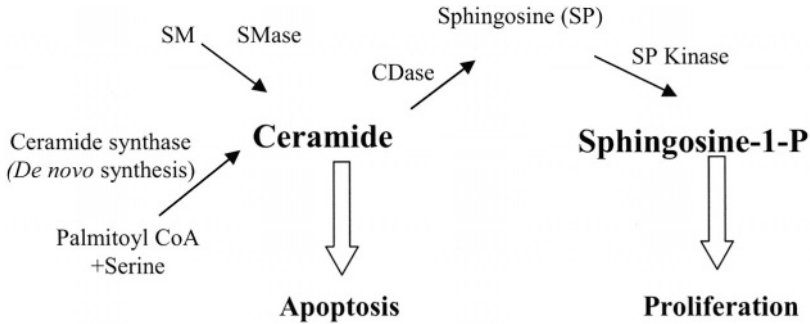 Sphingosine (SP)
SM
SMase
SP Kinase
CDase
Ceramide synthase
(De novo synthesis)
Ceramide
Sphingosine-1-P
Palmitoyl CoA
+Serine
Apoptosis
Proliferation